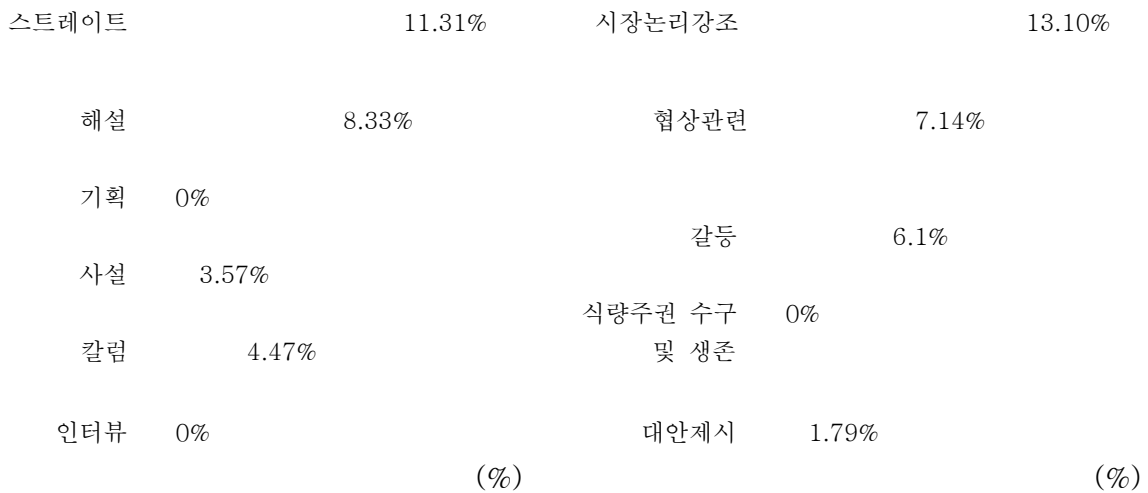 스트레이트 11.31%
해설 8.33%
기획 0%
사설 3.57%
칼럼 4.47%
인터뷰 0%
(%)
시장논리강조 13.10%
협상관련 7.14%
갈등 6.1%
식량주권 수구 0%
및 생존
대안제시 1.79%
(%)